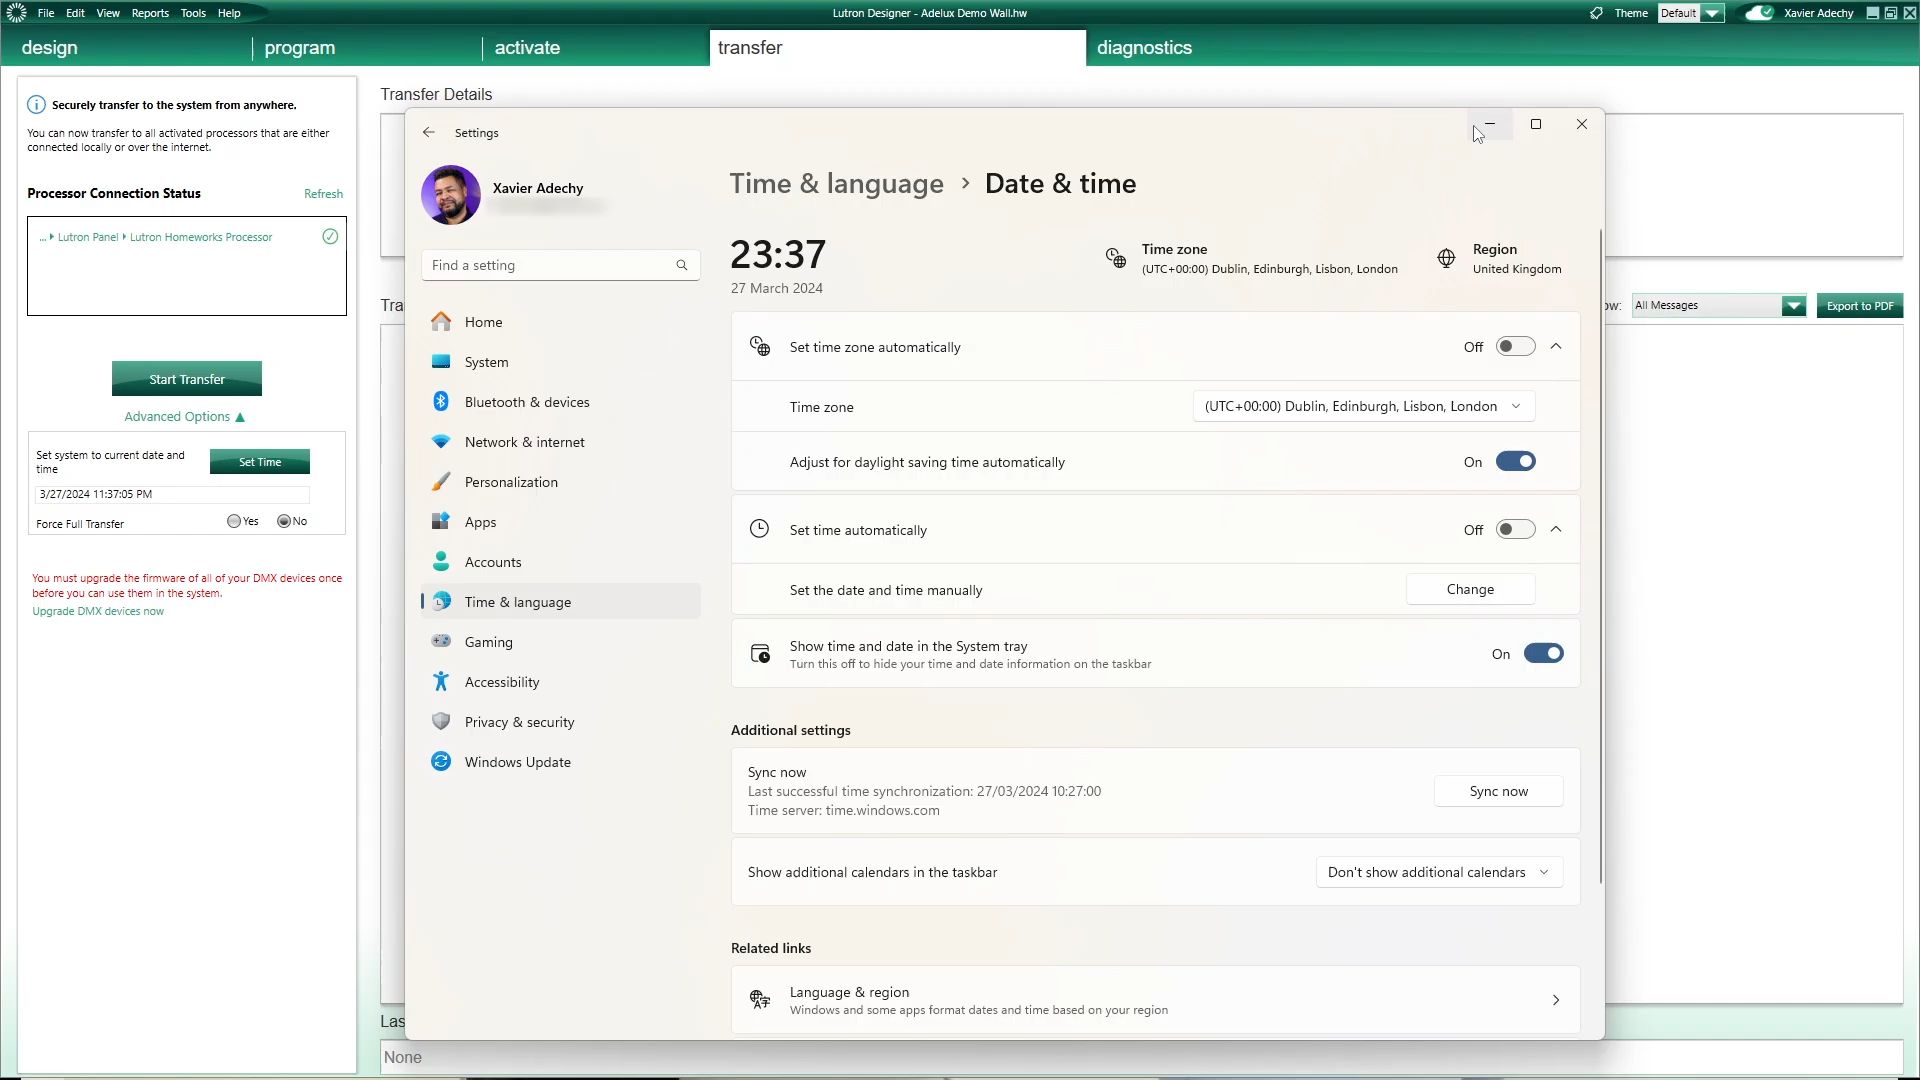 File Edit View Reports Tools Help
Lutron Designer - Adelux Demo Wall.hw
Theme Default Xavier Adechy
design program activate transfer diagnostics
Securely transfer to the system from anywhere.
You can now transfer to all activated processors that are either
connected locally or over the internet.
Processor Connection Status Refresh
... Lutron Panel Lutron Homeworks Processor
Start Transfer
Advanced Options ▲
Set system to current date and
time
Set Time
3/27/2024 11:37:05 PM
Force Full Transfer Yes No
You must upgrade the firmware of all of your DMX devices once
before you can use them in the system.
Upgrade DMX devices now
Transfer Details
Tra
ow: All Messages Export to PDF
Las
None
Settings
Xavier Adechy
Find a setting
Home
System
Bluetooth & devices
Network & internet
Personalization
Apps
Accounts
Time & language
Gaming
Accessibility
Privacy & security
Windows Update
Time & language > Date & time
23:37
27 March 2024
Time zone
(UTC+00:00) Dublin, Edinburgh, Lisbon, London
Region
United Kingdom
Set time zone automatically Off
Time zone (UTC+00:00) Dublin, Edinburgh, Lisbon, London
Adjust for daylight saving time automatically On
Set time automatically Off
Set the date and time manually Change
Show time and date in the System tray On
Turn this off to hide your time and date information on the taskbar
Additional settings
Sync now
Last successful time synchronization: 27/03/2024 10:27:00
Time server: time.windows.com
Sync now
Show additional calendars in the taskbar Don't show additional calendars
Related links
Language & region
Windows and some apps format dates and time based on your region